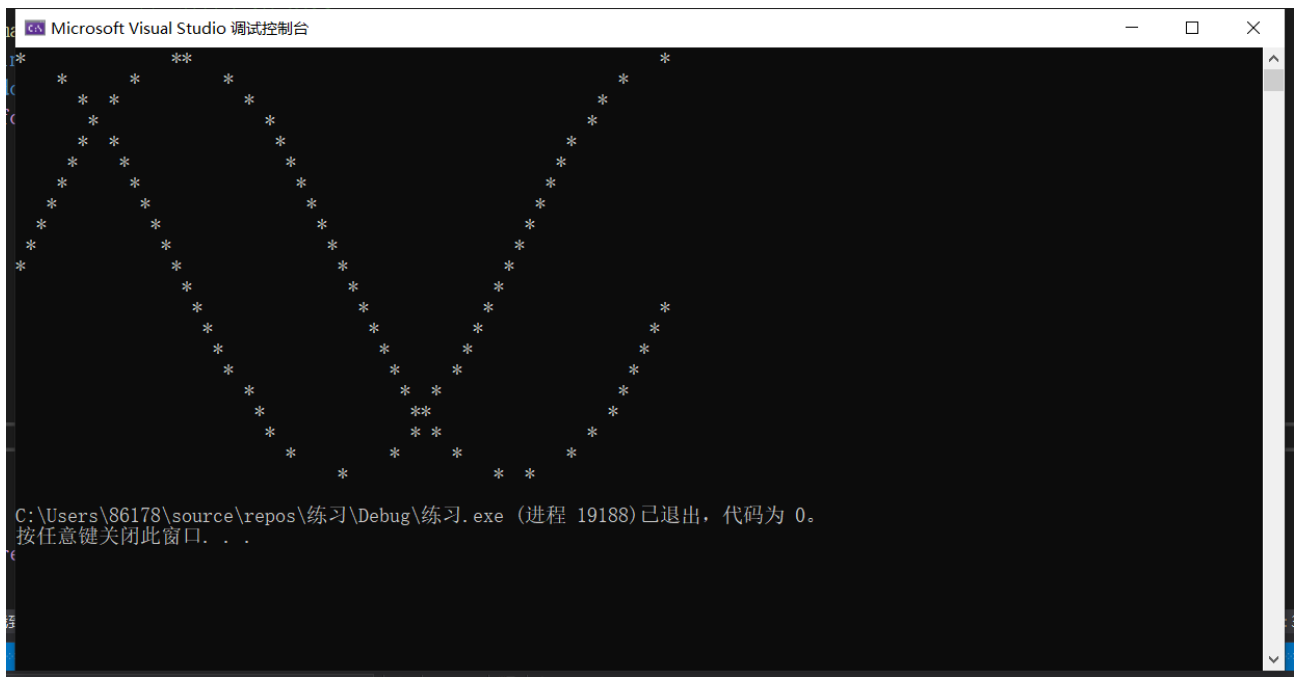 Microsoft Visual Studio 调试控制台
*              **                                             *
    *      *        *                                     *
      *  *            *                                 *
       *                *                              *
      *  *               *                           *
     *    *               *                         *
    *      *               *                       *
   *        *               *                     *
  *          *               *                   *
 *            *               *                 *
*              *               *               *
                *               *             *
                 *               *           *                *
                  *               *         *                *
                   *               *       *                *
                    *               *     *                *
                      *              *  *                 *
                       *              **                 *
                        *             * *              *
                          *         *     *          *
                               *              *  *
C:\Users\86178\source\repos\练习\Debug\练习.exe (进程 19188)已退出，代码为 0。
按任意键关闭此窗口. . .